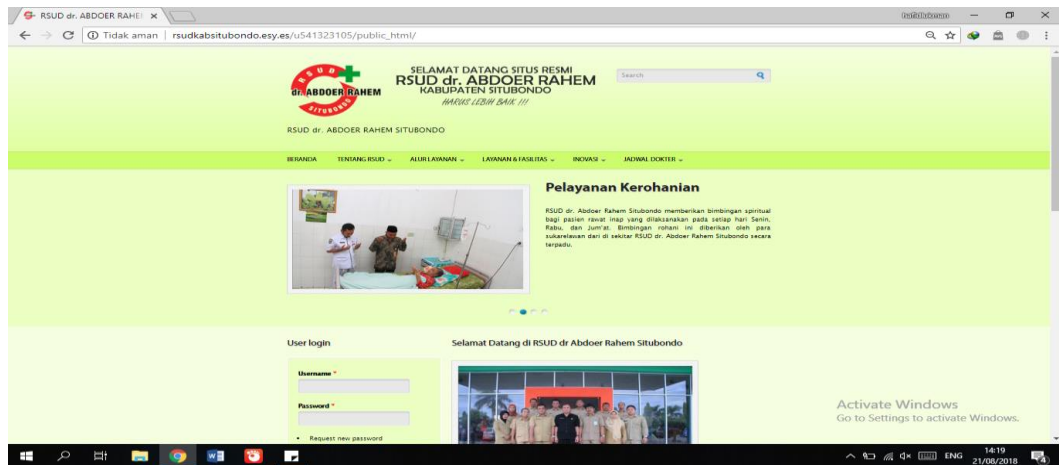 RSUD dr. ABDOER RAHEI
Tidak aman | rsudkabsitubondo.esy.es/u541323105/public_html/
RSUD
dr. ABDOER RAHEM
SITUBONDO
SELAMAT DATANG SITUS RESMI
RSUD dr. ABDOER RAHEM
KABUPATEN SITUBONDO
HARUS LEBIH BAIK !!!
Search
RSUD dr. ABDOER RAHEM SITUBONDO
BERANDA TENTANG RSUD ALUR LAYANAN LAYANAN & FASILITAS INOVASI JADWAL DOKTER
Pelayanan Kerohanian
RSUD dr. Abdoer Rahem Situbondo memberikan bimbingan spiritual
bagi pasien rawat inap yang dilaksanakan pada setiap hari Senin,
Rabu, dan Jum'at. Bimbingan rohani ini diberikan oleh para
sukarelawan dari di sekitar RSUD dr. Abdoer Rahem Situbondo secara
terpadu.
User login
Selamat Datang di RSUD dr Abdoer Rahem Situbondo
Username *
Password *
Request new password
Activate Windows
Go to Settings to activate Windows.
ENG
14:19
21/08/2018